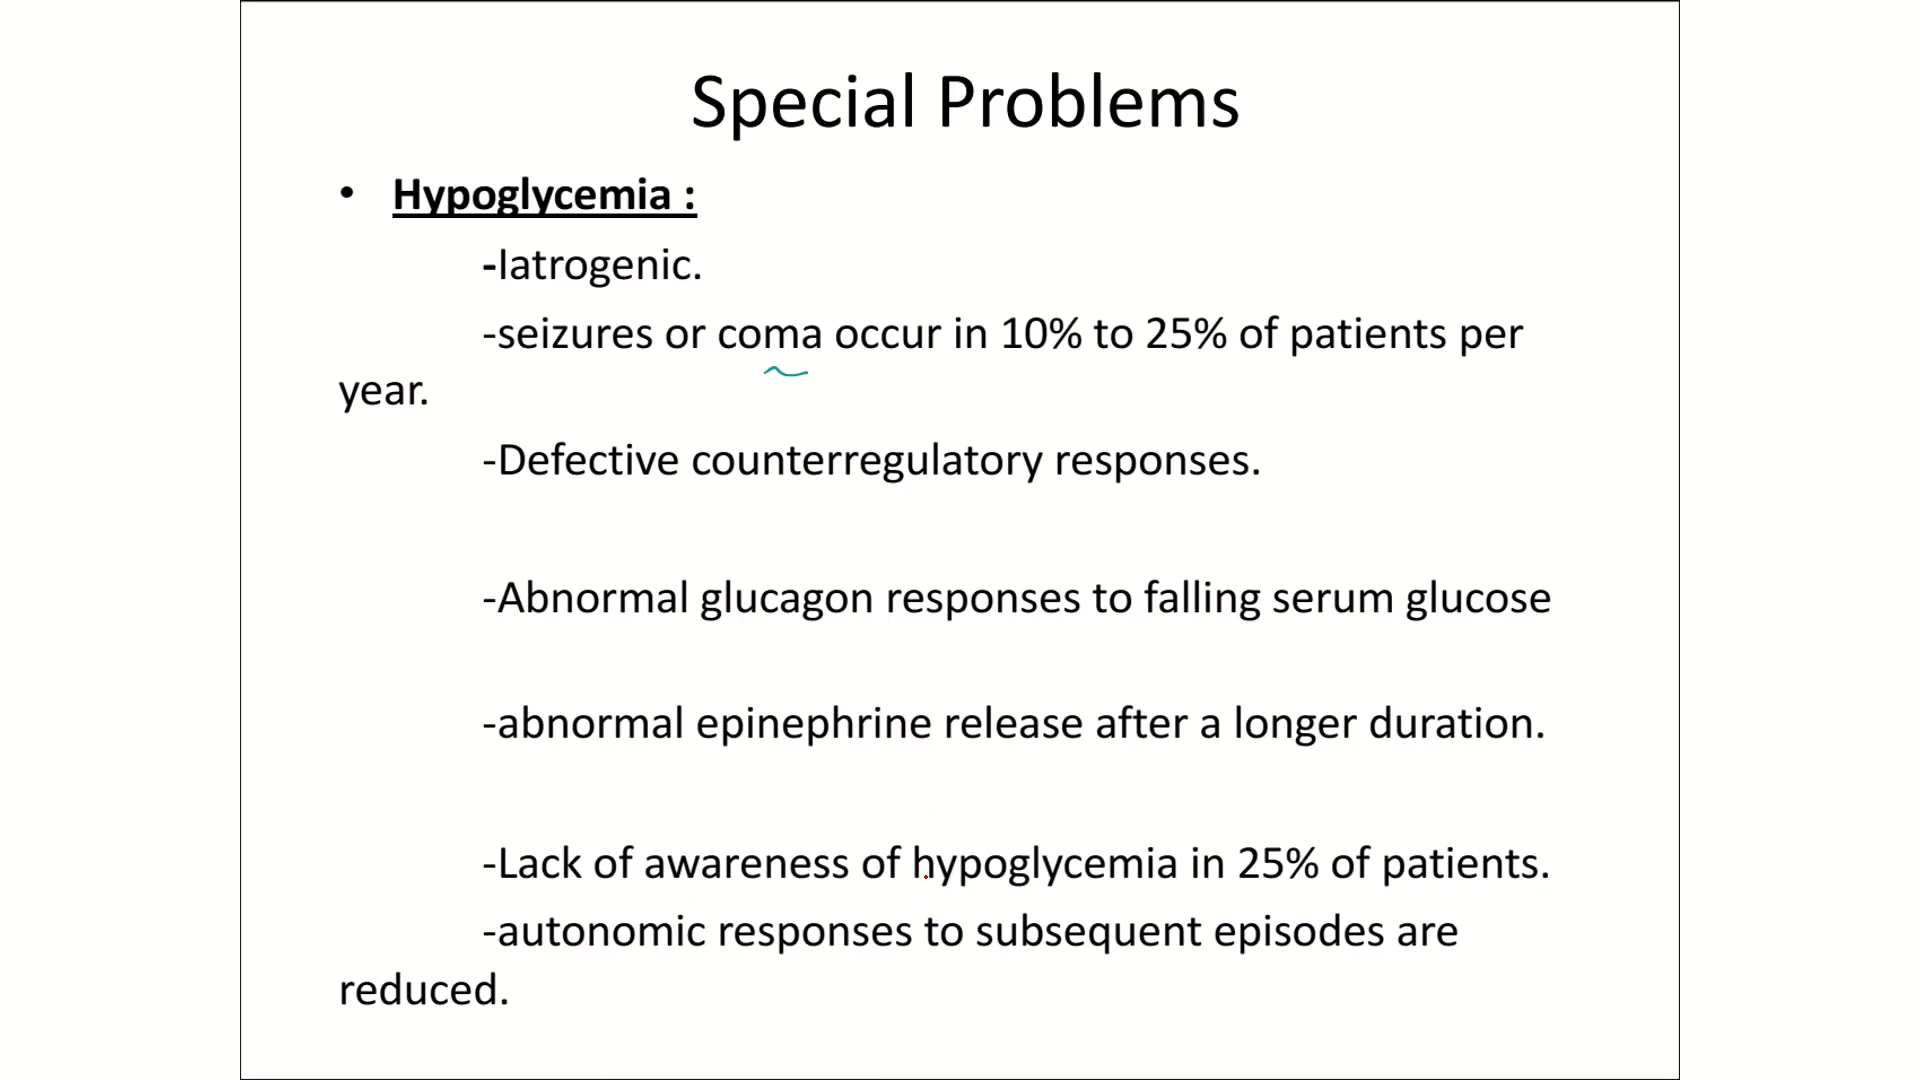 Special Problems
• Hypoglycemia :
-Iatrogenic.
-seizures or coma occur in 10% to 25% of patients per
year.
-Defective counterregulatory responses.
-Abnormal glucagon responses to falling serum glucose
-abnormal epinephrine release after a longer duration.
-Lack of awareness of hypoglycemia in 25% of patients.
-autonomic responses to subsequent episodes are
reduced.